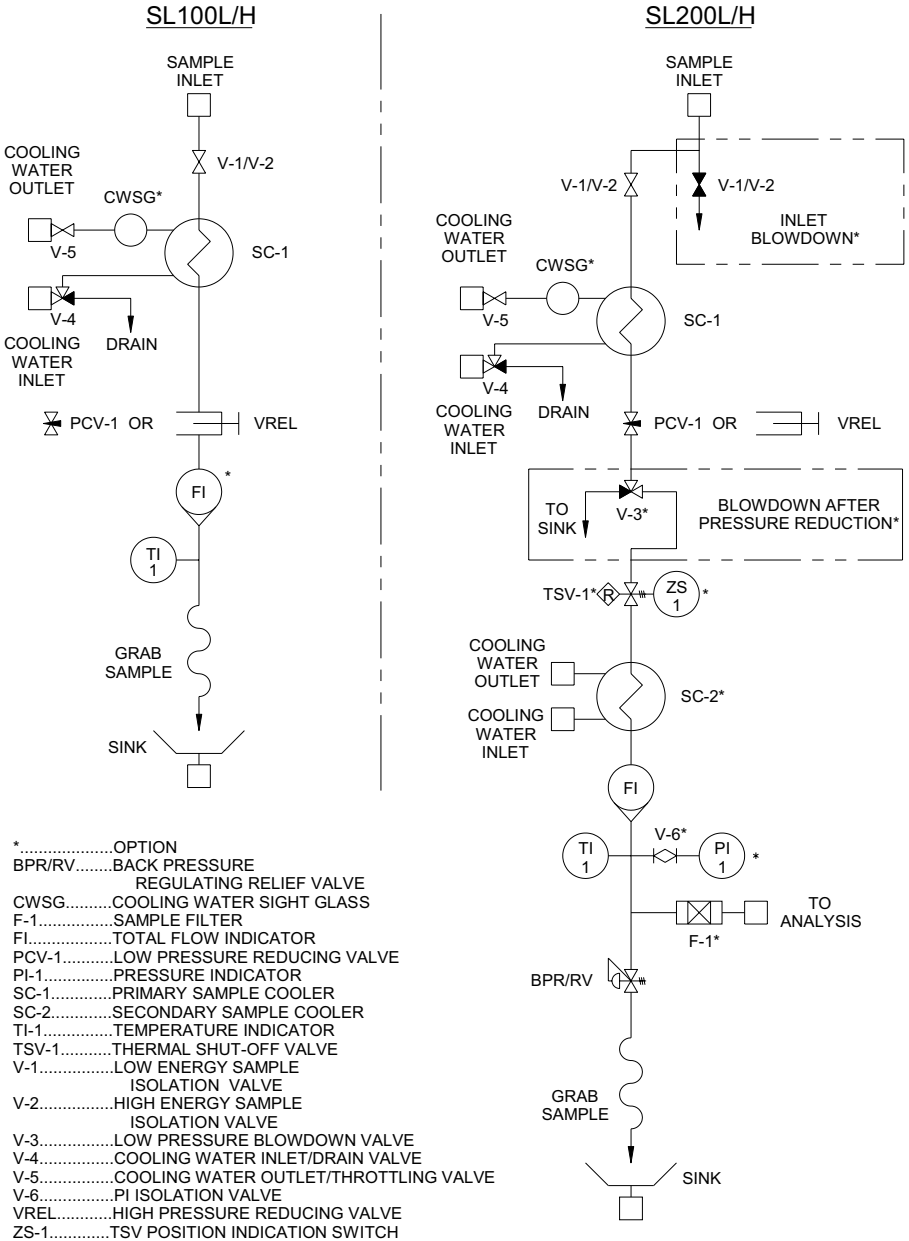 SL100L/H
SAMPLE
INLET
V-1/V-2
COOLING
WATER
OUTLET
CWSG*
V-5
SC-1
V-4
COOLING
WATER
INLET
DRAIN
PCV-1 OR
VREL
FI
*
TI
1
GRAB
SAMPLE
SINK
SL200L/H
SAMPLE
INLET
V-1/V-2
V-1/V-2
INLET
BLOWDOWN*
COOLING
WATER
OUTLET
CWSG*
V-5
SC-1
V-4
COOLING
WATER
INLET
DRAIN
PCV-1 OR
VREL
TO
SINK
V-3*
BLOWDOWN AFTER
PRESSURE REDUCTION*
TSV-1*
R
ZS
1
*
COOLING
WATER
OUTLET
SC-2*
COOLING
WATER
INLET
FI
TI
1
V-6*
PI
1
*
F-1*
TO
ANALYSIS
BPR/RV
GRAB
SAMPLE
SINK
*....................OPTION
BPR/RV........BACK PRESSURE
REGULATING RELIEF VALVE
CWSG..........COOLING WATER SIGHT GLASS
F-1................SAMPLE FILTER
FI..................TOTAL FLOW INDICATOR
PCV-1...........LOW PRESSURE REDUCING VALVE
PI-1...............PRESSURE INDICATOR
SC-1..............PRIMARY SAMPLE COOLER
SC-2..............SECONDARY SAMPLE COOLER
TI-1...............TEMPERATURE INDICATOR
TSV-1...........THERMAL SHUT-OFF VALVE
V-1................LOW ENERGY SAMPLE
ISOLATION VALVE
V-2................HIGH ENERGY SAMPLE
ISOLATION VALVE
V-3................LOW PRESSURE BLOWDOWN VALVE
V-4................COOLING WATER INLET/DRAIN VALVE
V-5................COOLING WATER OUTLET/THROTTLING VALVE
V-6................PI ISOLATION VALVE
VREL............HIGH PRESSURE REDUCING VALVE
ZS-1.............TSV POSITION INDICATION SWITCH